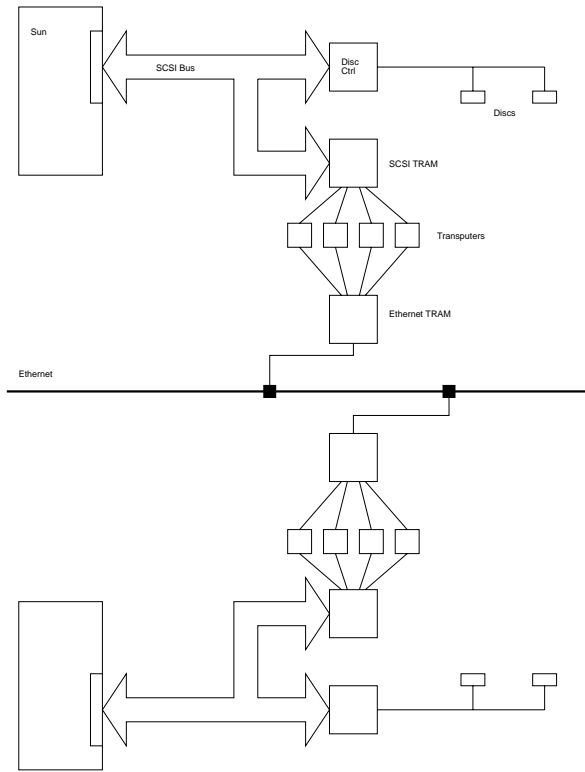 Sun
SCSI Bus
Disc
Ctrl
Discs
SCSI TRAM
Transputers
Ethernet TRAM
Ethernet